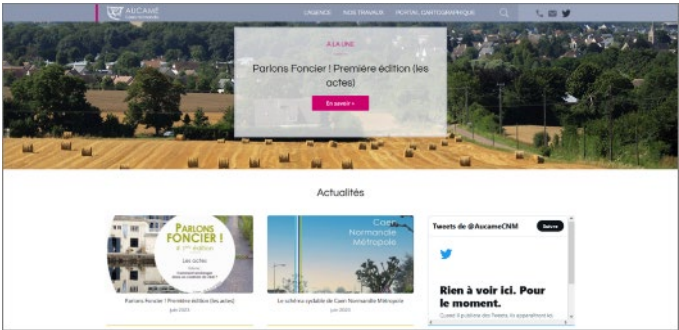 AUCAME
L'AGENCE NOS TRAVAUX PORTAIL CARTOGRAPHIQUE
A LA UNE
Parlons Foncier ! Première édition (les
actes)
En savoir +
Actualités
PARLONS
FONCIER !
Les actes
Parlons Foncier ! Première édition (les actes)
juin 2023
Caen
Normandie
Métropole
Le schéma cyclable de Caen Normandie Métropole
juin 2023
Tweets de @AucameCNM
Suivre
Rien à voir ici. Pour
le moment.